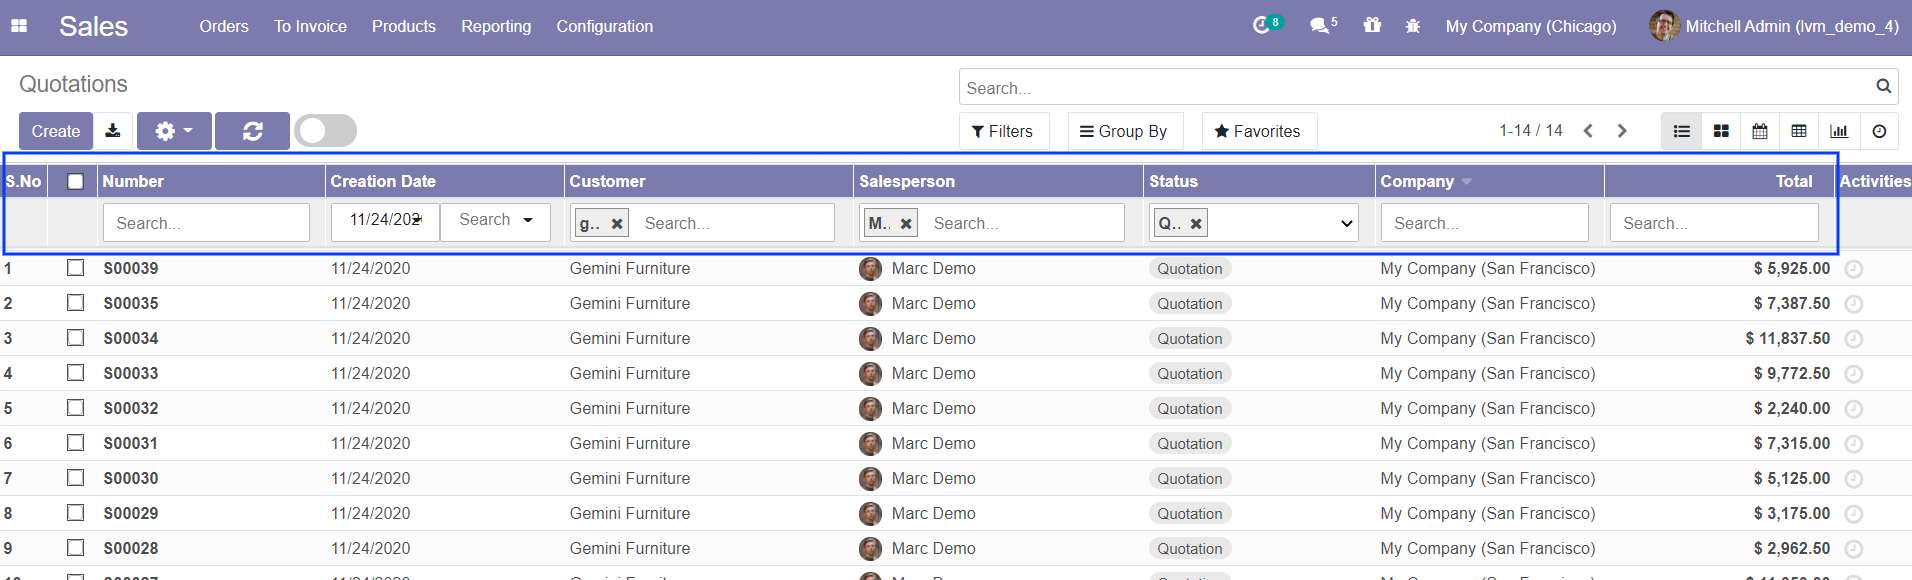 Sales Orders To Invoice Products Reporting Configuration 8 5 My Company (Chicago) Mitchell Admin (lvm_demo_4)
Quotations
Search...
Create Filters Group By Favorites 1-14 / 14
S.No Number Creation Date Customer Salesperson Status Company Total Activities
Search... 11/24/202 Search g.. Search... M.. Search... Q.. Search... Search...
1 S00039 11/24/2020 Gemini Furniture Marc Demo Quotation My Company (San Francisco) $ 5,925.00
2 S00035 11/24/2020 Gemini Furniture Marc Demo Quotation My Company (San Francisco) $ 7,387.50
3 S00034 11/24/2020 Gemini Furniture Marc Demo Quotation My Company (San Francisco) $ 11,837.50
4 S00033 11/24/2020 Gemini Furniture Marc Demo Quotation My Company (San Francisco) $ 9,772.50
5 S00032 11/24/2020 Gemini Furniture Marc Demo Quotation My Company (San Francisco) $ 2,240.00
6 S00031 11/24/2020 Gemini Furniture Marc Demo Quotation My Company (San Francisco) $ 7,315.00
7 S00030 11/24/2020 Gemini Furniture Marc Demo Quotation My Company (San Francisco) $ 5,125.00
8 S00029 11/24/2020 Gemini Furniture Marc Demo Quotation My Company (San Francisco) $ 3,175.00
9 S00028 11/24/2020 Gemini Furniture Marc Demo Quotation My Company (San Francisco) $ 2,962.50